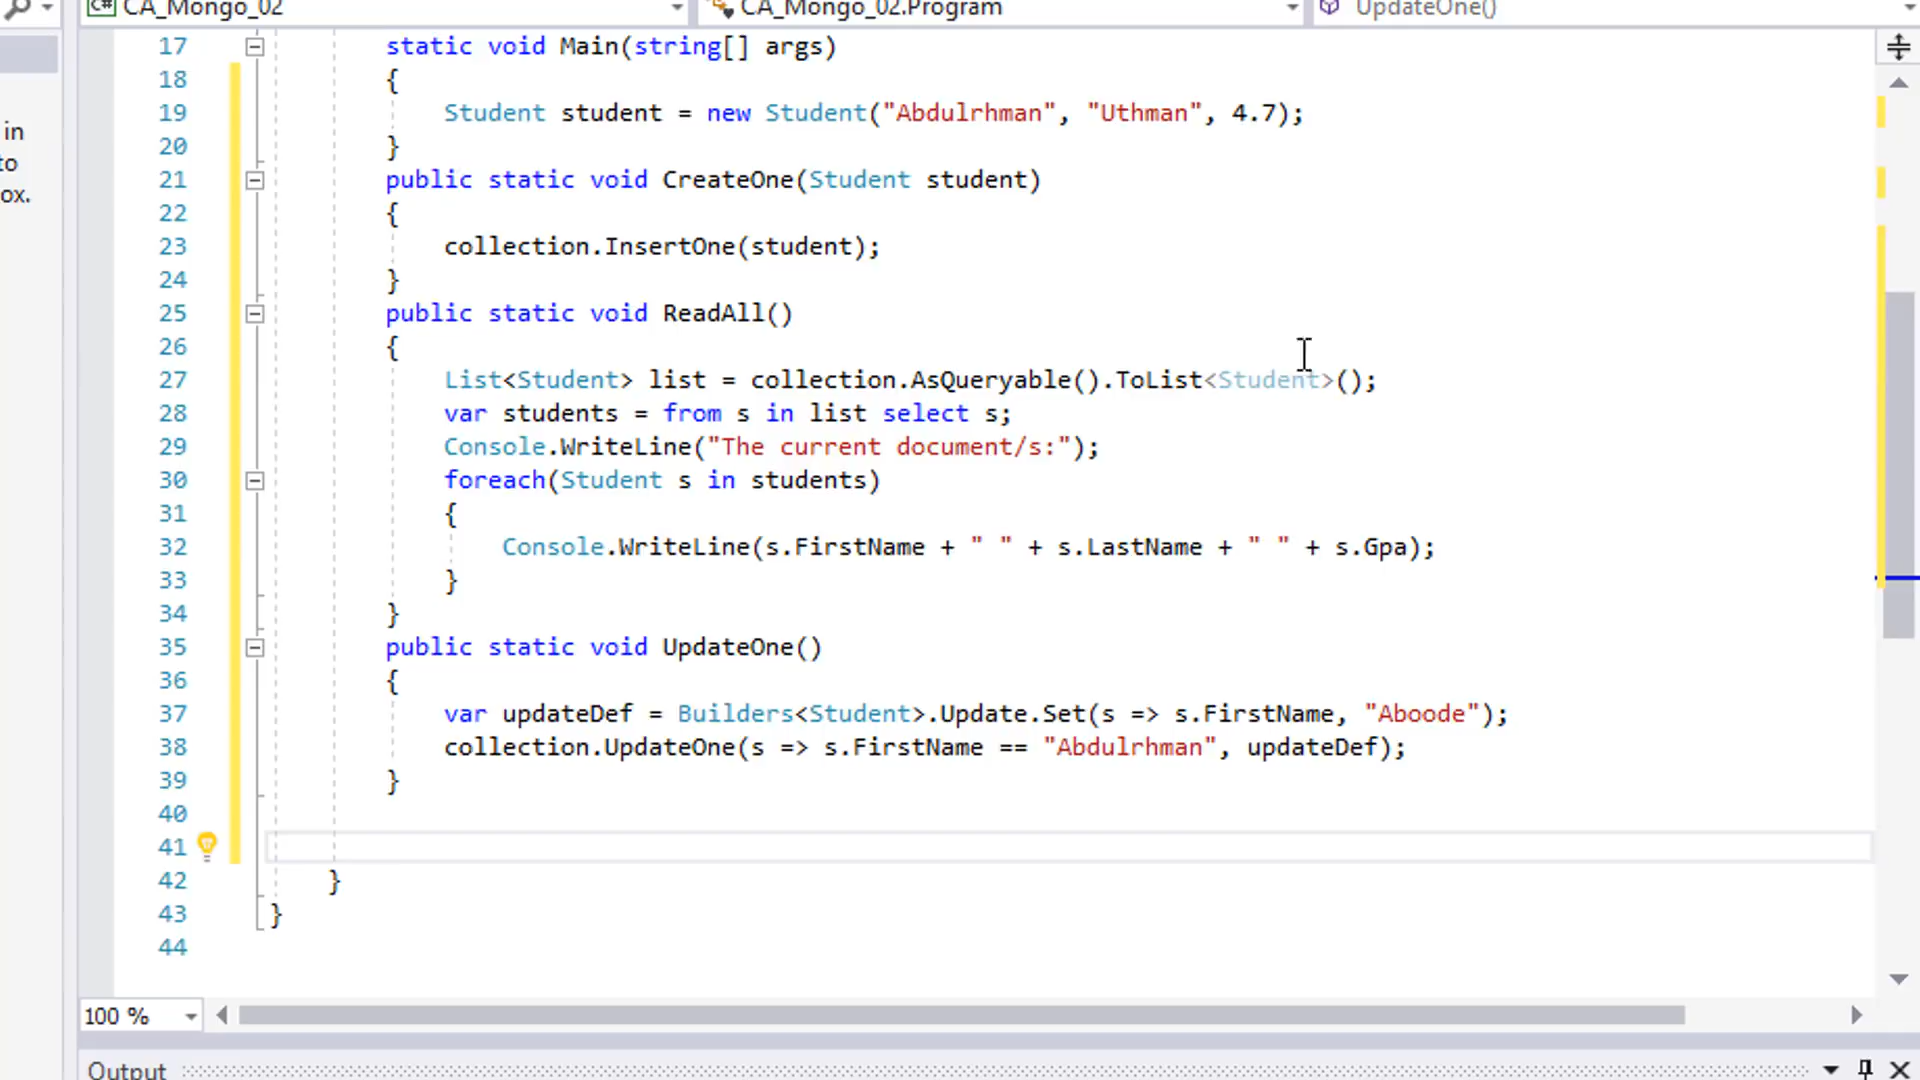 C# CA_Mongo_02 CA_Mongo_02.Program UpdateOne()
in
to
ox.
17 static void Main(string[] args)
18 {
19 Student student = new Student("Abdulrhman", "Uthman", 4.7);
20 }
21 public static void CreateOne(Student student)
22 {
23 collection.InsertOne(student);
24 }
25 public static void ReadAll()
26 {
27 List<Student> list = collection.AsQueryable().ToList<Student>();
28 var students = from s in list select s;
29 Console.WriteLine("The current document/s:");
30 foreach(Student s in students)
31 {
32 Console.WriteLine(s.FirstName + " " + s.LastName + " " + s.Gpa);
33 }
34 }
35 public static void UpdateOne()
36 {
37 var updateDef = Builders<Student>.Update.Set(s => s.FirstName, "Aboode");
38 collection.UpdateOne(s => s.FirstName == "Abdulrhman", updateDef);
39 }
40
41
42 }
43 }
44
100 %
Output